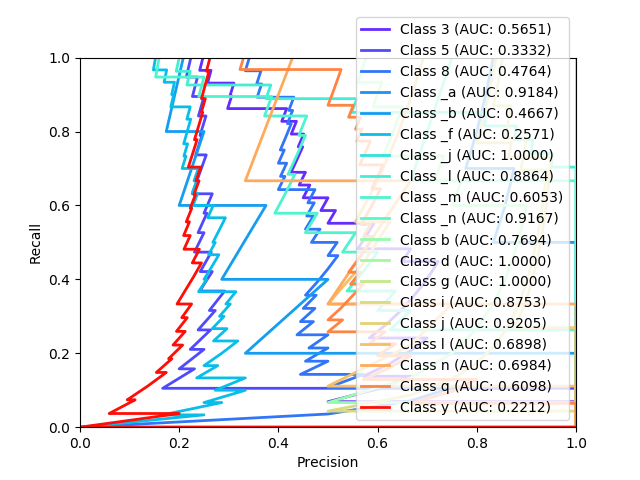 Class 3 (AUC: 0.5651)
Class 5 (AUC: 0.3332)
Class 8 (AUC: 0.4764)
Class _a (AUC: 0.9184)
Class _b (AUC: 0.4667)
Class _f (AUC: 0.2571)
Class _j (AUC: 1.0000)
Class _l (AUC: 0.8864)
Class _m (AUC: 0.6053)
Class _n (AUC: 0.9167)
Class b (AUC: 0.7694)
Class d (AUC: 1.0000)
Class g (AUC: 1.0000)
Class i (AUC: 0.8753)
Class j (AUC: 0.9205)
Class l (AUC: 0.6898)
Class n (AUC: 0.6984)
Class q (AUC: 0.6098)
Class y (AUC: 0.2212)
1.0
0.8
0.6
0.4
0.2
0.0
Recall
0.0 0.2 0.4 0.6 0.8 1.0
Precision